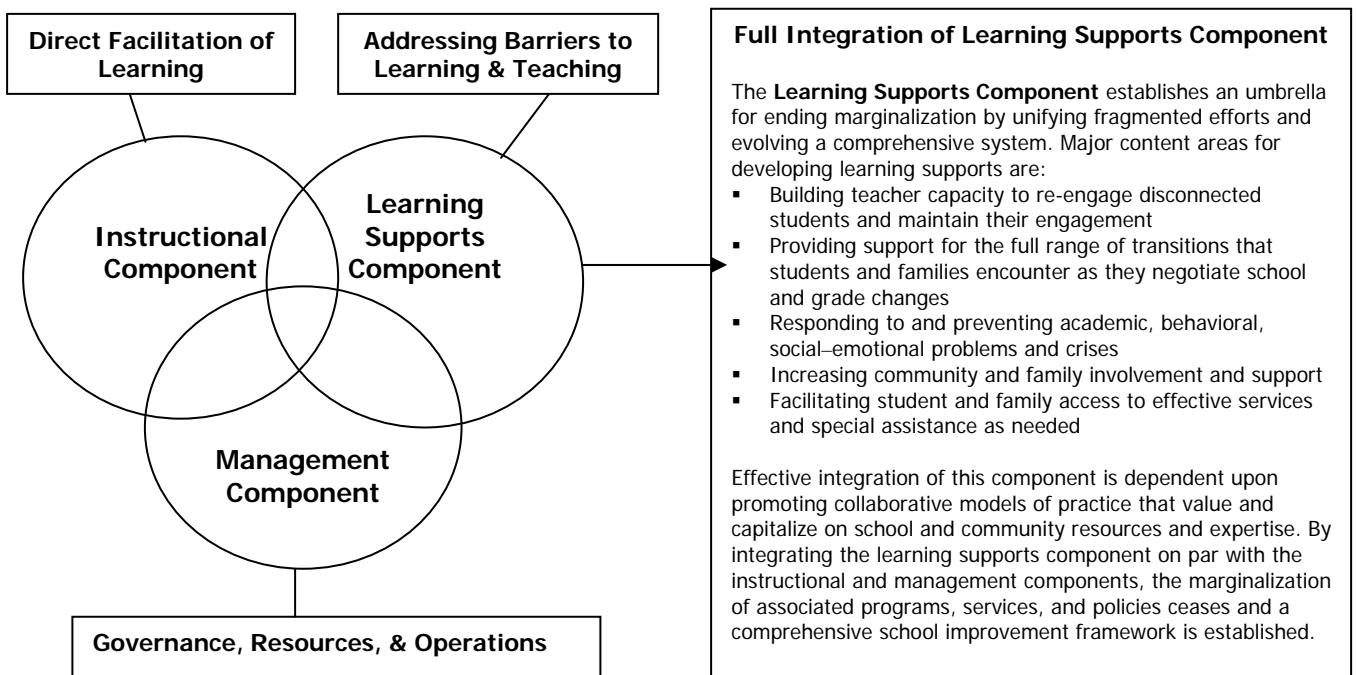 Direct Facilitation of
Learning
Addressing Barriers to
Learning & Teaching
Instructional
Component
Learning
Supports
Component
Management
Component
Governance, Resources, & Operations
Full Integration of Learning Supports Component
The Learning Supports Component establishes an umbrella
for ending marginalization by unifying fragmented efforts and
evolving a comprehensive system. Major content areas for
developing learning supports are:
▪ Building teacher capacity to re-engage disconnected
students and maintain their engagement
▪ Providing support for the full range of transitions that
students and families encounter as they negotiate school
and grade changes
▪ Responding to and preventing academic, behavioral,
social–emotional problems and crises
▪ Increasing community and family involvement and support
▪ Facilitating student and family access to effective services
and special assistance as needed
Effective integration of this component is dependent upon
promoting collaborative models of practice that value and
capitalize on school and community resources and expertise. By
integrating the learning supports component on par with the
instructional and management components, the marginalization
of associated programs, services, and policies ceases and a
comprehensive school improvement framework is established.